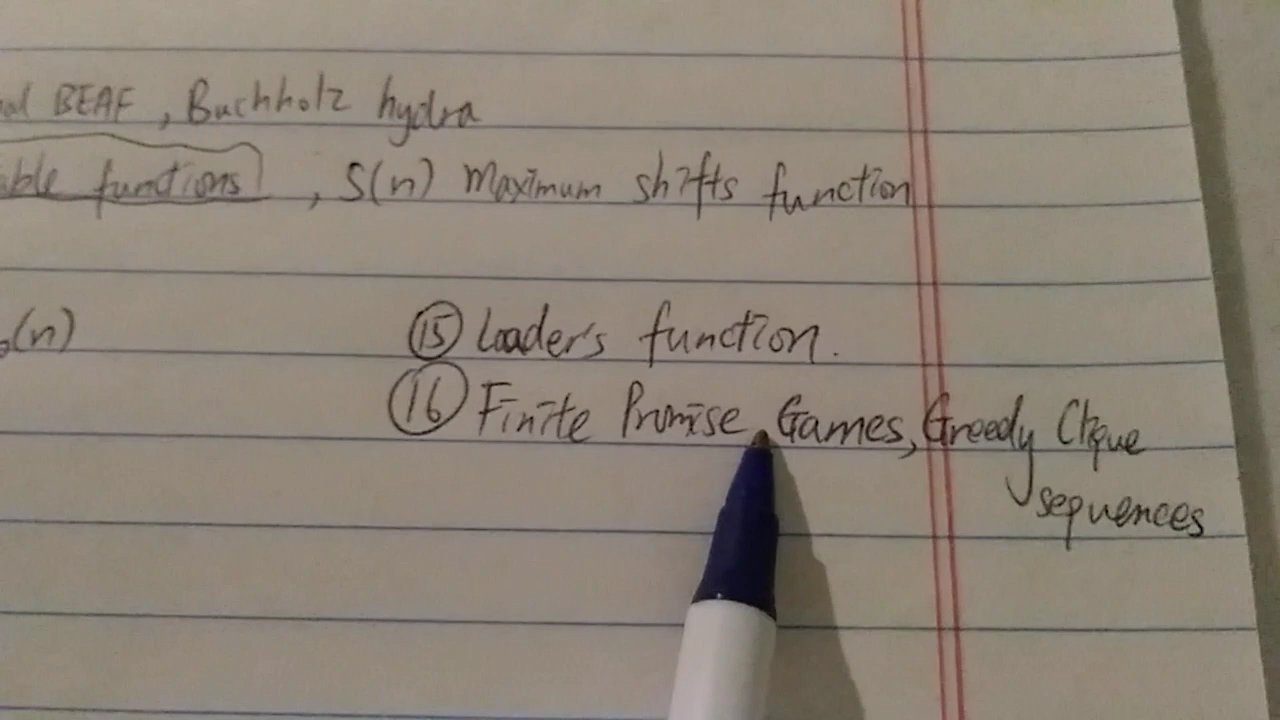 BEAF, Buchholz hydra
functions, S(n) Maximum shifts function
(n)
15 Loader's function.
16 Finite Promise Games, Greedy Clique
sequences